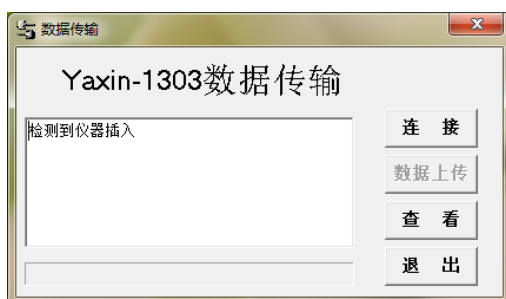 数据传输
Yaxin-1303数据传输
检测到仪器插入
连 接
数据上传
查 看
退 出